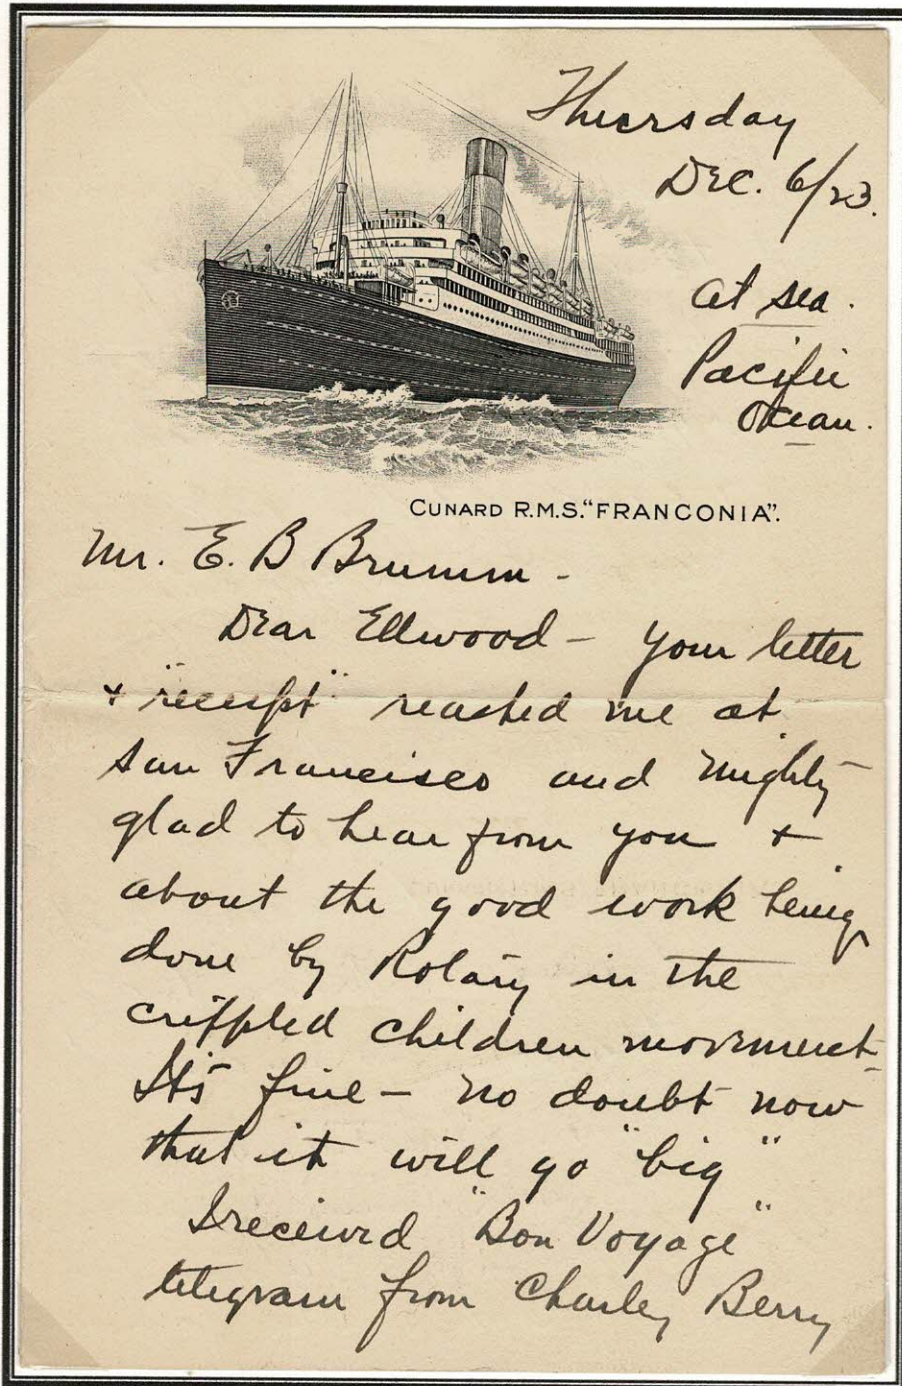 Thursday
Dec. 6/23.
at sea.
Pacific
Ocean.
CUNARD R.M.S. "FRANCONIA".
Mr. E. B Brumm -
Dear Ellwood - Your letter
+ "receipt" reached me at
San Francisco and mighty
glad to hear from you +
about the good work being
done by Rotary in the
crippled children movement-
It's fine - no doubt now
that it will go "big"
I received "Bon Voyage"
telegram from Charley Berry